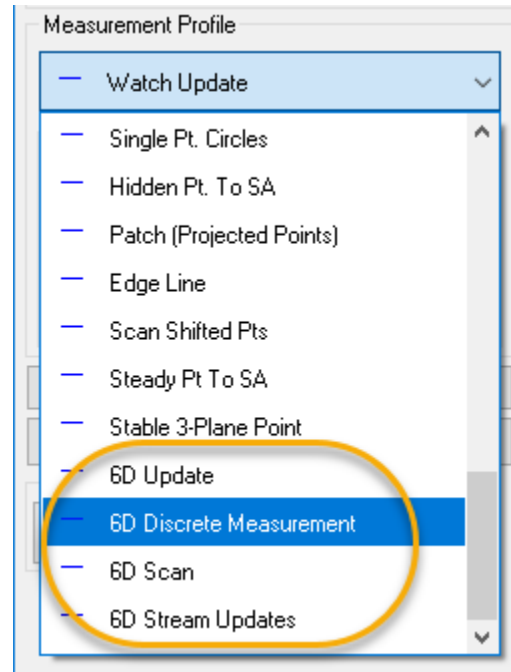 Measurement Profile
Watch Update
Single Pt. Circles
Hidden Pt. To SA
Patch (Projected Points)
Edge Line
Scan Shifted Pts
Steady Pt To SA
Stable 3-Plane Point
6D Update
6D Discrete Measurement
6D Scan
6D Stream Updates